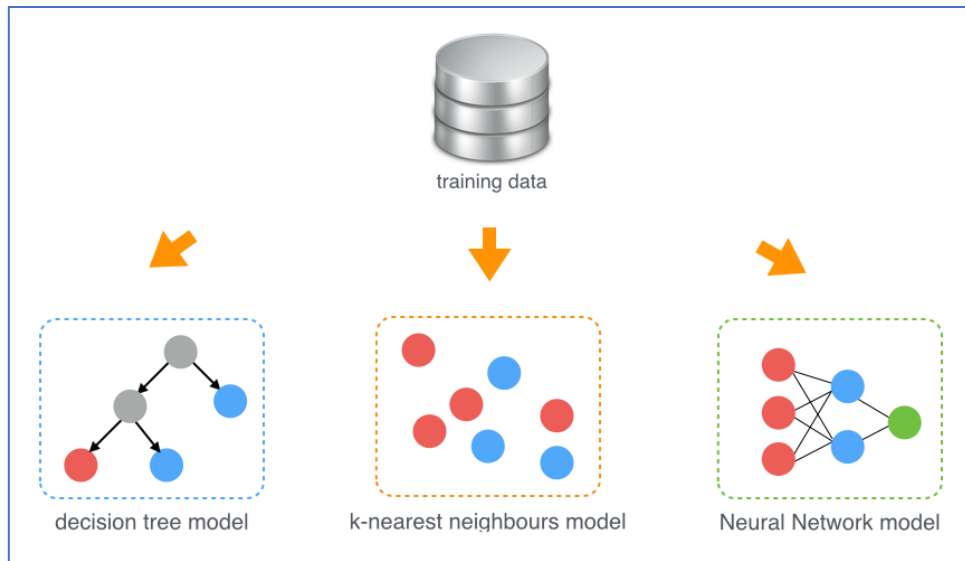 training data
decision tree model
k-nearest neighbours model
Neural Network model